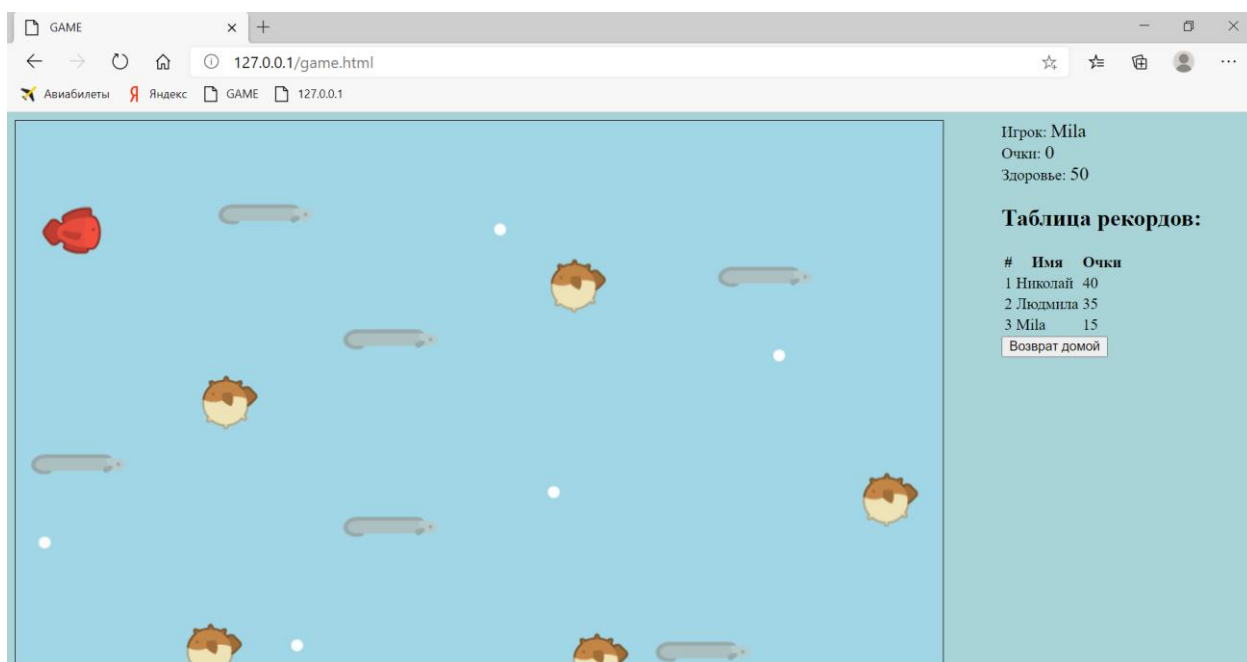 GAME
127.0.0.1/game.html
Авиабилеты Я Яндекс GAME 127.0.0.1
Игрок: Mila
Очки: 0
Здоровье: 50
Таблица рекордов:
# Имя Очки
1 Николай 40
2 Людмила 35
3 Mila 15
Возврат домой